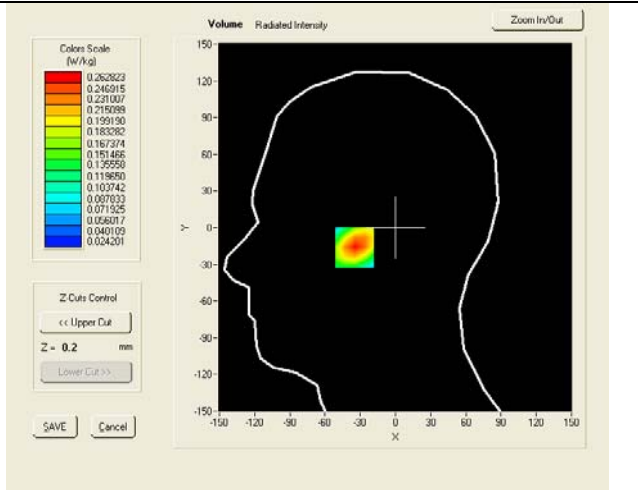 Volume Radiated Intensity
Zoom In/Out
Colors Scale
(W/kg)
0.262823
0.246915
0.231007
0.215099
0.199190
0.183282
0.167374
0.151466
0.135558
0.119650
0.103742
0.087833
0.071925
0.056017
0.040109
0.024201
Z-Cuts Control
<< Upper Cut
Z = 0.2 mm
Lower Cut >>
SAVE Cancel
150
120
90
60
30
0
-30
-60
-90
-120
-150
Y
-150 -120 -90 -60 -30 0 30 60 90 120 150
X